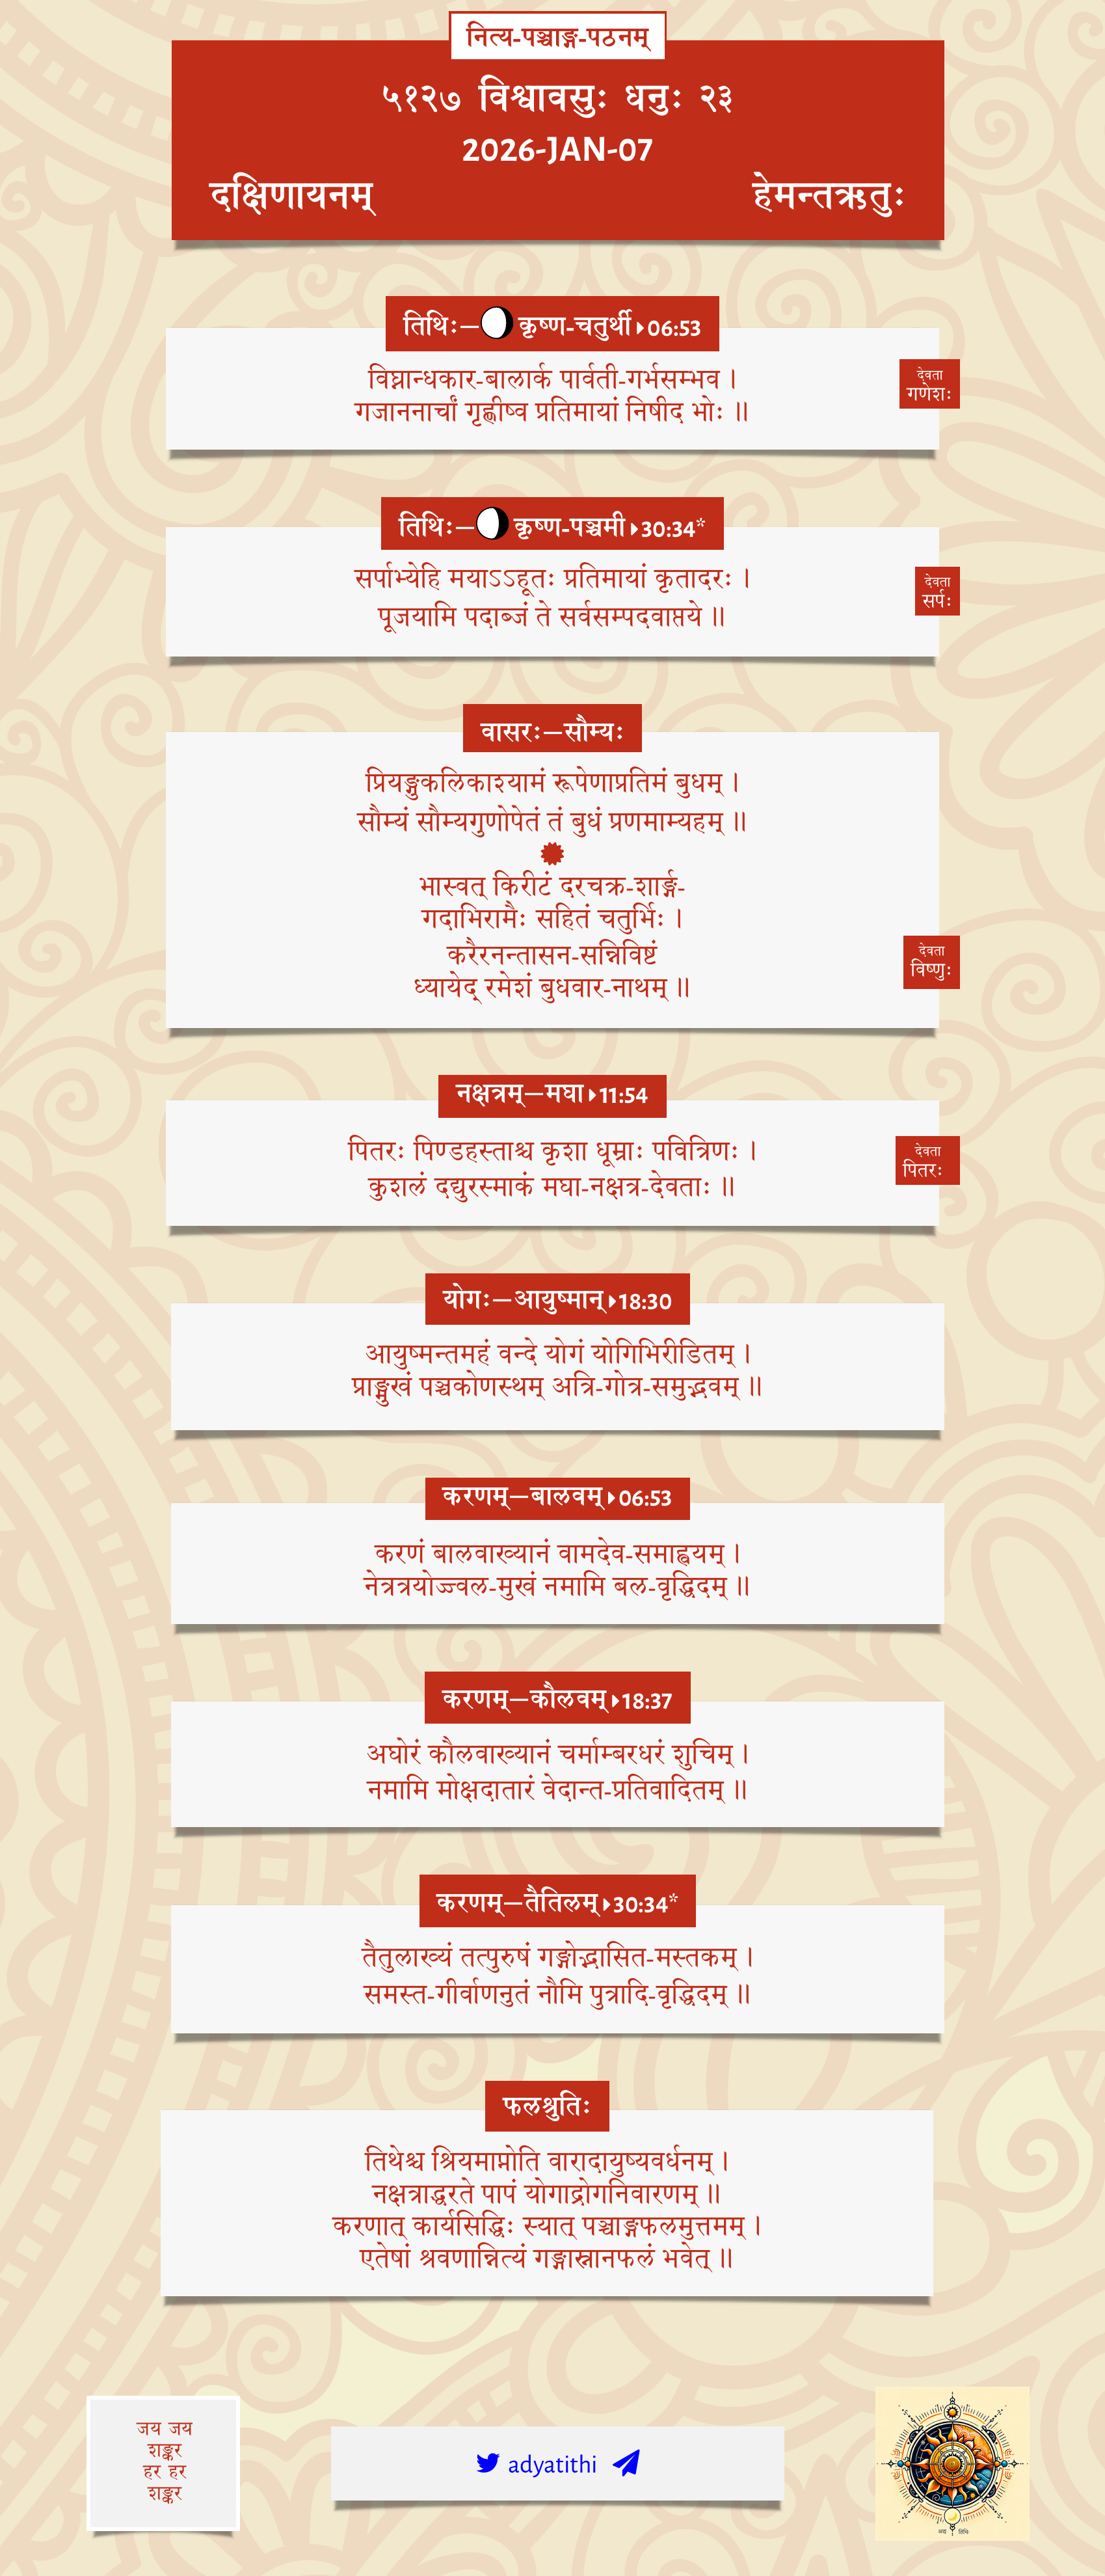 नित्य-पञ्चाङ्ग-पठनम्
५१२७ विश्वावसुः धनुः २३
2026-JAN-07
दक्षिणायनम् हेमन्तऋतुः
तिथिः—कृष्ण-चतुर्थी 06:53
विघ्नान्धकार-बालार्क पार्वती-गर्भसम्भव ।
गजाननार्चां गृह्णीष्व प्रतिमायां निषीद भोः ॥
देवता
गणेशः
तिथिः—कृष्ण-पञ्चमी 30:34*
सर्पाभ्येहि मयाऽऽहूतः प्रतिमायां कृतादरः ।
पूजयामि पदाब्जं ते सर्वसम्पदवाप्तये ॥
देवता
सर्पः
वासरः—सौम्यः
प्रियङ्गुकलिकाश्यामं रूपेणाप्रतिमं बुधम् ।
सौम्यं सौम्यगुणोपेतं तं बुधं प्रणमाम्यहम् ॥
भास्वत् किरीटं दरचक्र-शार्ङ्ग-
गदाभिरामैः सहितं चतुर्भिः ।
करैरनन्तासन-सन्निविष्टं
ध्यायेद् रमेशं बुधवार-नाथम् ॥
देवता
विष्णुः
नक्षत्रम्—मघा 11:54
पितरः पिण्डहस्ताश्च कृशा धूम्राः पवित्रिणः ।
कुशलं दद्युरस्माकं मघा-नक्षत्र-देवताः ॥
देवता
पितरः
योगः—आयुष्मान् 18:30
आयुष्मन्तमहं वन्दे योगं योगिभिरीडितम् ।
प्राङ्मुखं पञ्चकोणस्थम् अत्रि-गोत्र-समुद्भवम् ॥
करणम्—बालवम् 06:53
करणं बालवाख्यानं वामदेव-समाह्वयम् ।
नेत्रत्रयोज्ज्वल-मुखं नमामि बल-वृद्धिदम् ॥
करणम्—कौलवम् 18:37
अघोरं कौलवाख्यानं चर्माम्बरधरं शुचिम् ।
नमामि मोक्षदातारं वेदान्त-प्रतिवादितम् ॥
करणम्—तैतिलम् 30:34*
तैतुलाख्यं तत्पुरुषं गङ्गोद्भासित-मस्तकम् ।
समस्त-गीर्वाणनुतं नौमि पुत्रादि-वृद्धिदम् ॥
फलश्रुतिः
तिथेश्च श्रियमाप्नोति वारादायुष्यवर्धनम् ।
नक्षत्राद्धरते पापं योगाद्रोगनिवारणम् ॥
करणात् कार्यसिद्धिः स्यात् पञ्चाङ्गफलमुत्तमम् ।
एतेषां श्रवणान्नित्यं गङ्गास्नानफलं भवेत् ॥
जय जय
शङ्कर
हर हर
शङ्कर
adyatithi